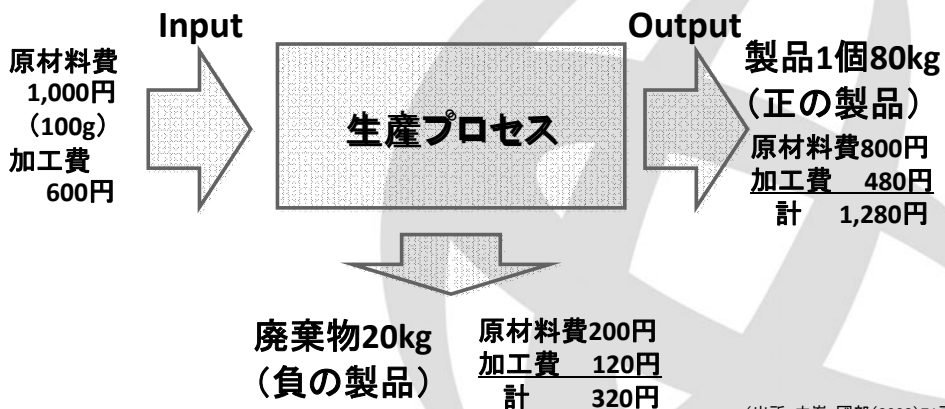 Input
原材料費
1,000円
（100g）
加工費
600円
生産プロセス
Output
製品1個80kg
（正の製品）
原材料費800円
加工費 480円
計 1,280円
廃棄物20kg
（負の製品）
原材料費200円
加工費 120円
計 320円